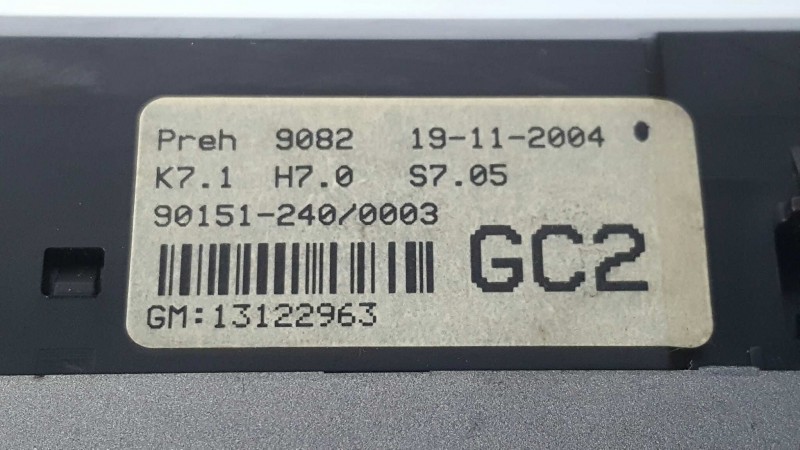 Preh 9082 19-11-2004
K7.1 H7.0 S7.05
90151-240/0003
GC2
GM:13122963